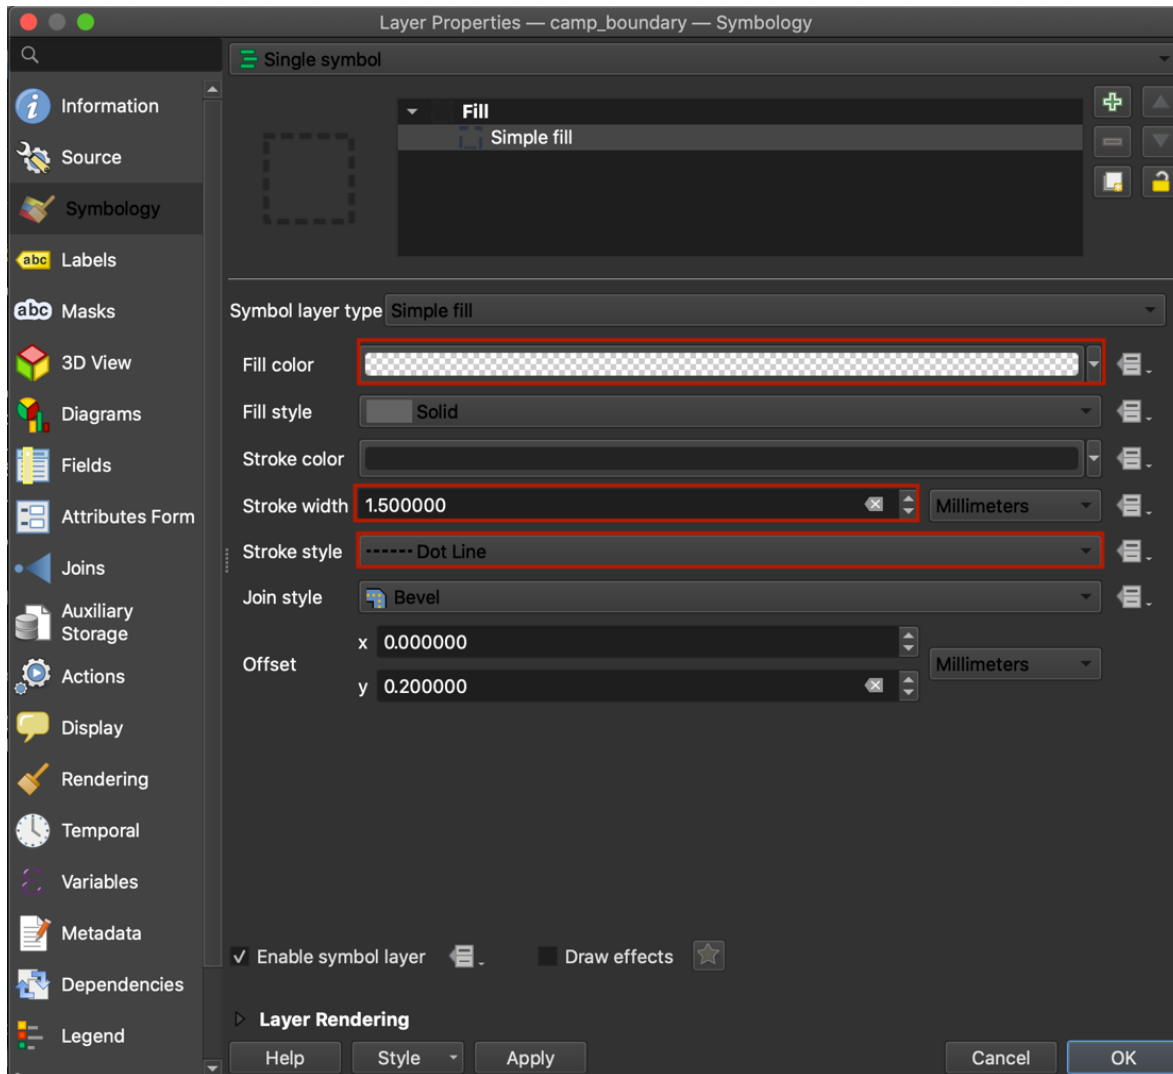 Layer Properties — camp_boundary — Symbology
Single symbol
Information
Source
Symbology
abc Labels
abc Masks
3D View
Diagrams
Fields
Attributes Form
Joins
Auxiliary
Storage
Actions
Display
Rendering
Temporal
Variables
Metadata
Dependencies
Legend
Fill
Simple fill
Symbol layer type Simple fill
Fill color
Fill style Solid
Stroke color
Stroke width 1.500000 Millimeters
Stroke style Dot Line
Join style Bevel
Offset
x 0.000000
Millimeters
y 0.200000
Enable symbol layer Draw effects
Layer Rendering
Help Style Apply Cancel OK